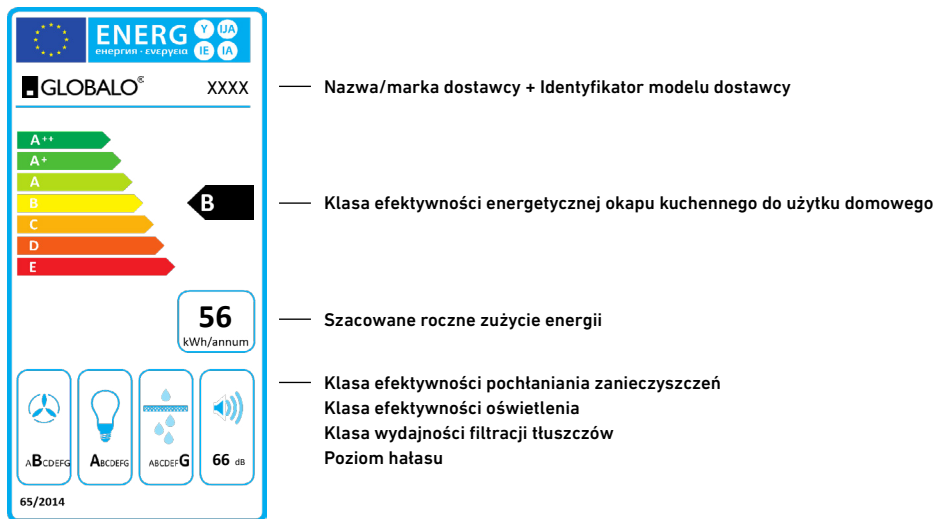 ENERG Y IJA
енергия · ενεργεια IE IA
GLOBALO® XXXX
Nazwa/marka dostawcy + Identyfikator modelu dostawcy
A++
A+
A
B
B
Klasa efektywności energetycznej okapu kuchennego do użytku domowego
C
D
E
56
kWh/annum
Szacowane roczne zużycie energii
Klasa efektywności pochłaniania zanieczyszczeń
Klasa efektywności oświetlenia
Klasa wydajności filtracji tłuszczów
Poziom hałasu
ABCDEFG
ABCDEFG
ABCDEFG
66 dB
65/2014